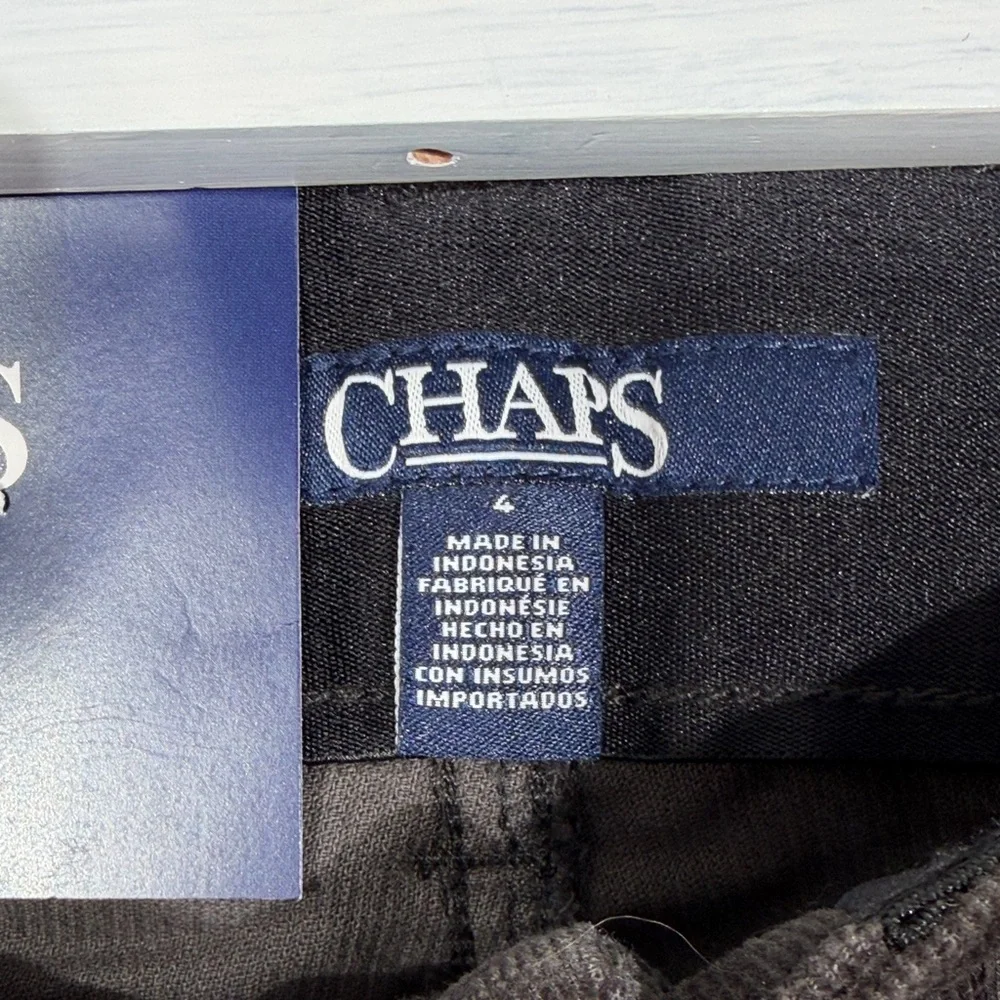 CHAPS
4
MADE IN
INDONESIA
FABRIQUÉ EN
INDONÉSIE
HECHO EN
INDONESIA
CON INSUMOS
IMPORTADOS
S